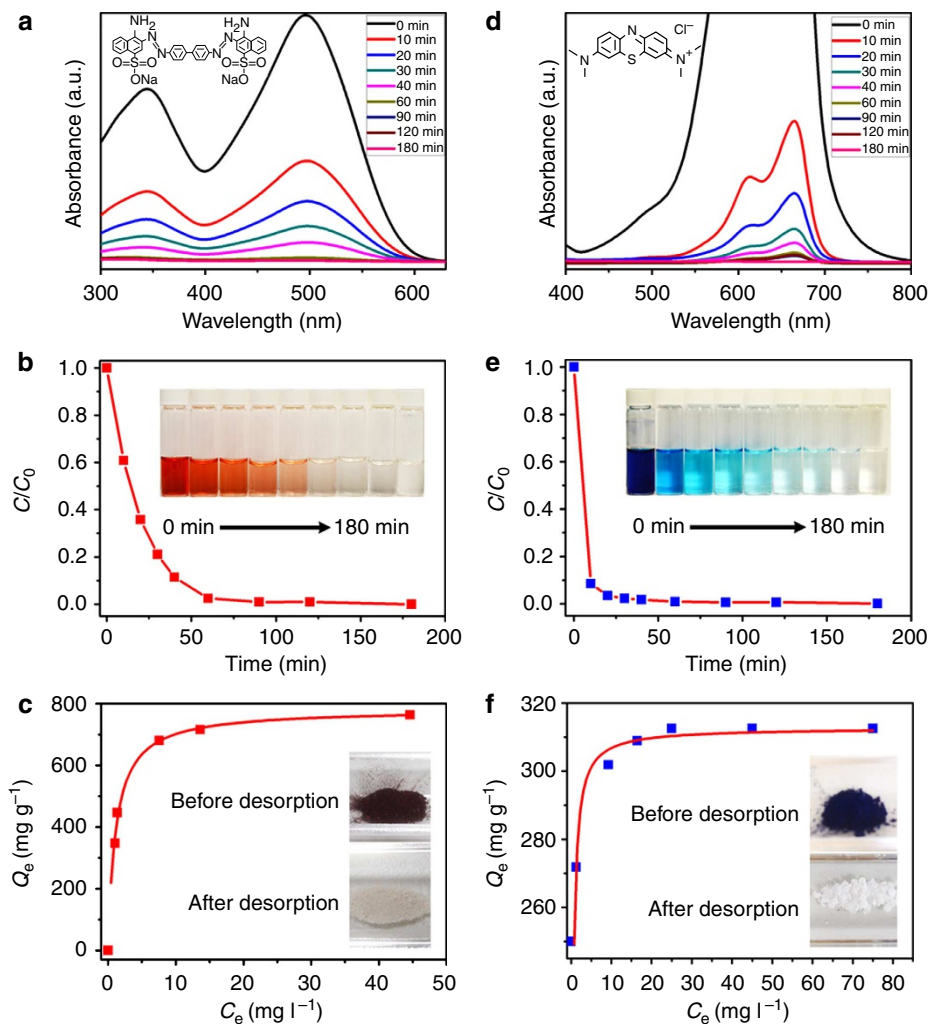 a
NH2
NH2
N
N
N
N
O=S=O
O=S=O
ONa
NaO
0 min
10 min
20 min
30 min
40 min
60 min
90 min
120 min
180 min
Absorbance (a.u.)
300 400 500 600
Wavelength (nm)
d
Cl−
N
N
S
N+
0 min
10 min
20 min
30 min
40 min
60 min
90 min
120 min
180 min
Absorbance (a.u.)
400 500 600 700 800
Wavelength (nm)
b
1.0
0.8
0.6
0.4
0.2
0.0
C/C0
0 min 180 min
0 50 100 150 200
Time (min)
e
1.0
0.8
0.6
0.4
0.2
0.0
C/C0
0 min 180 min
0 50 100 150 200
Time (min)
c
800
600
400
200
0
Qe (mg g−1)
Before desorption
After desorption
0 10 20 30 40 50
Ce (mg l−1)
f
320
300
280
260
Qe (mg g−1)
Before desorption
After desorption
0 10 20 30 40 50 60 70 80
Ce (mg l−1)